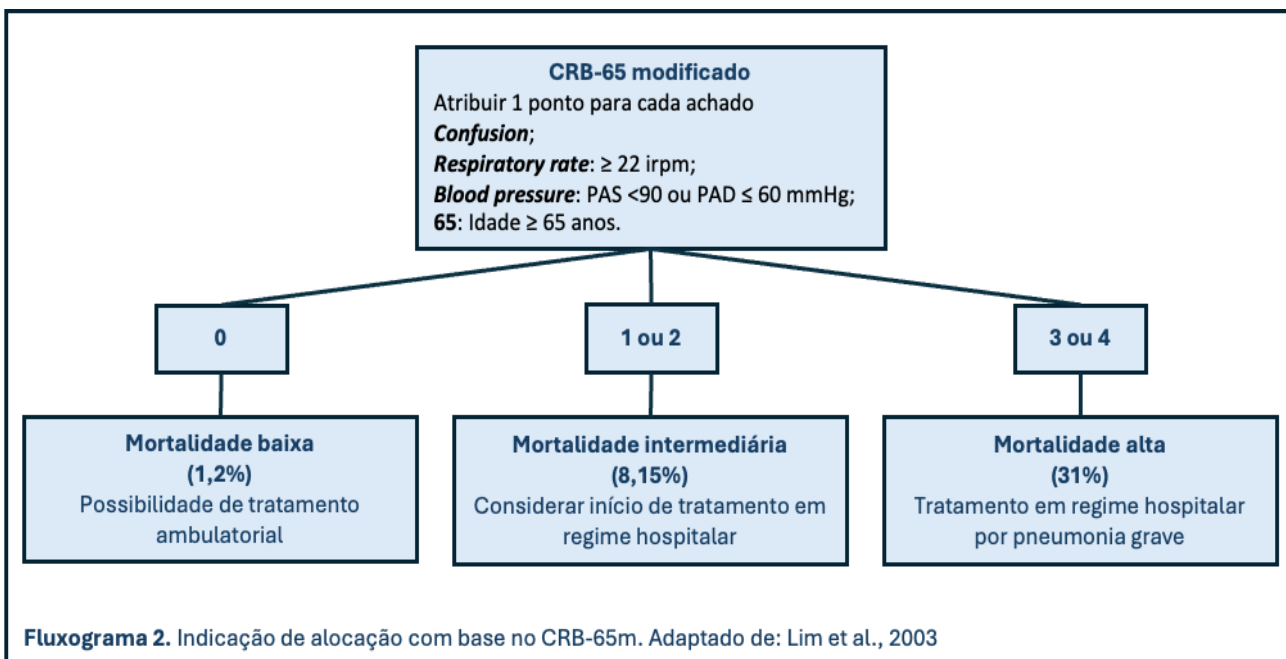 CRB-65 modificado
Atribuir 1 ponto para cada achado
Confusion;
Respiratory rate: ≥ 22 irpm;
Blood pressure: PAS <90 ou PAD ≤ 60 mmHg;
65: Idade ≥ 65 anos.
0
1 ou 2
3 ou 4
Mortalidade baixa
(1,2%)
Possibilidade de tratamento
ambulatorial
Mortalidade intermediária
(8,15%)
Considerar início de tratamento em
regime hospitalar
Mortalidade alta
(31%)
Tratamento em regime hospitalar
por pneumonia grave
Fluxograma 2. Indicação de alocação com base no CRB-65m. Adaptado de: Lim et al., 2003